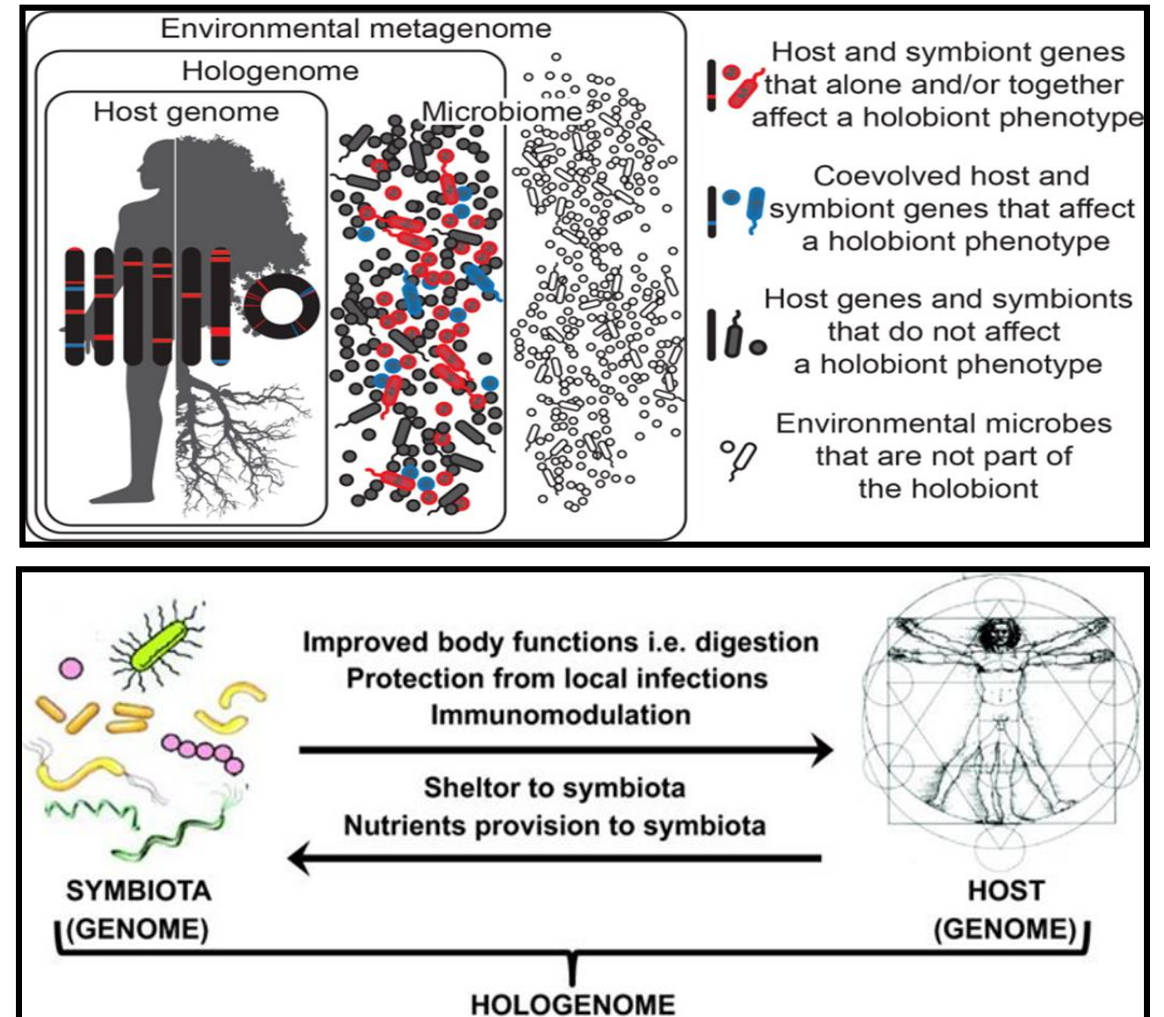 Environmental metagenome
Hologenome
Host genome
Microbiome
Host and symbiont genes
that alone and/or together
affect a holobiont phenotype
Coevolved host and
symbiont genes that affect
a holobiont phenotype
Host genes and symbionts
that do not affect
a holobiont phenotype
Environmental microbes
that are not part of
the holobiont
Improved body functions i.e. digestion
Protection from local infections
Immunomodulation
Sheltor to symbiota
Nutrients provision to symbiota
SYMBIOTA
(GENOME)
HOST
(GENOME)
HOLOGENOME